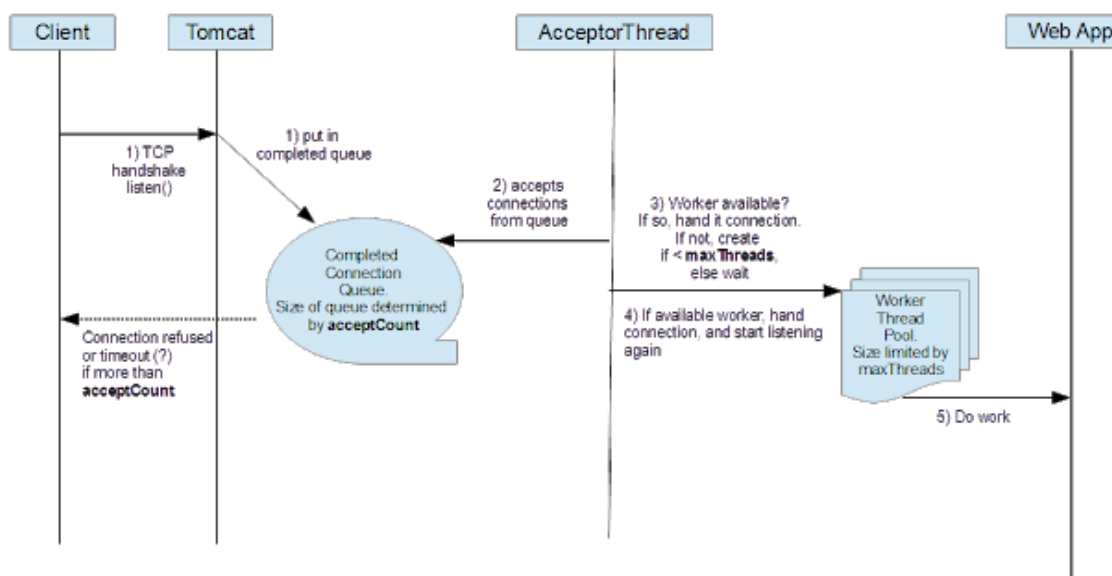 Client
Tomcat
AcceptorThread
Web App
1) TCP
handshake
listen()
1) put in
completed queue
2) accepts
connections
from queue
3) Worker available?
If so, hand it connection.
If not, create
if < maxThreads,
else wait
Completed
Connection
Queue.
Size of queue determined
by acceptCount
Connection refused
or timeout (?)
if more than
acceptCount
4) If available worker, hand
connection, and start listening
again
Worker
Thread
Pool.
Size limited by
maxThreads
5) Do work